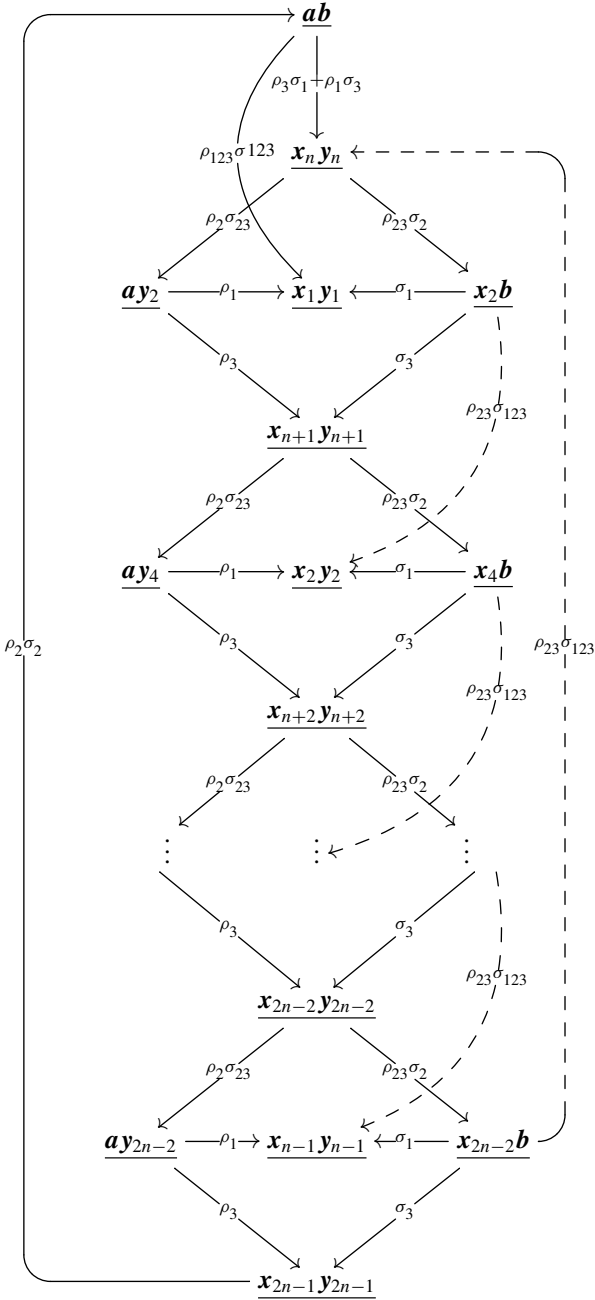 ab
ρ₃σ₁+ρ₁σ₃
ρ₁₂₃σ123 xₙyₙ
ρ₂σ₂₃ ρ₂₃σ₂
ay₂ ρ₁ x₁y₁ σ₁ x₂b
ρ₃ σ₃
ρ₂₃σ₁₂₃
xₙ₊₁yₙ₊₁
ρ₂σ₂₃ ρ₂₃σ₂
ay₄ ρ₁ x₂y₂ σ₁ x₄b
ρ₂σ₂ ρ₃ σ₃ ρ₂₃σ₁₂₃
ρ₂₃σ₁₂₃
xₙ₊₂yₙ₊₂
ρ₂σ₂₃ ρ₂₃σ₂
⋮ ⋮ ⋮
ρ₃ σ₃
ρ₂₃σ₁₂₃
x₂ₙ₋₂y₂ₙ₋₂
ρ₂σ₂₃ ρ₂₃σ₂
ay₂ₙ₋₂ ρ₁ xₙ₋₁yₙ₋₁ σ₁ x₂ₙ₋₂b
ρ₃ σ₃
x₂ₙ₋₁y₂ₙ₋₁